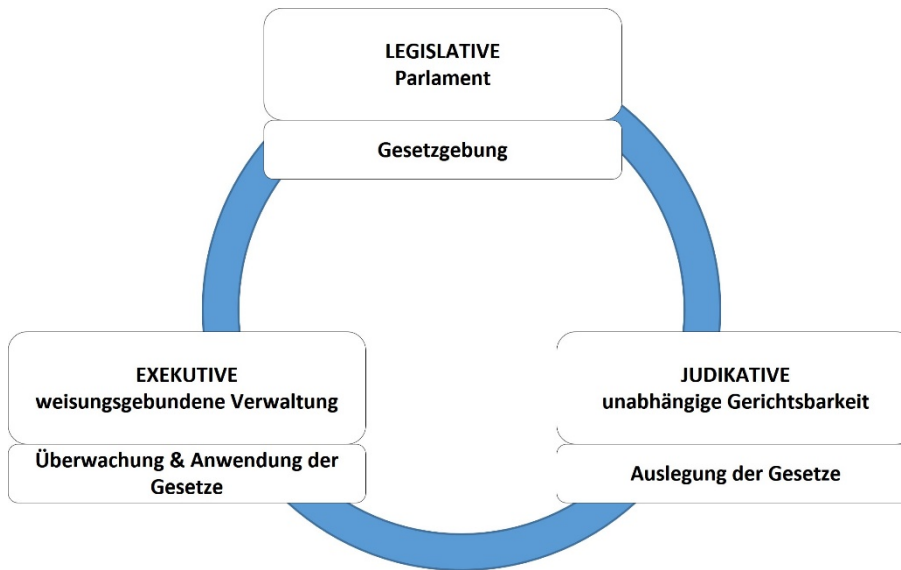 LEGISLATIVE
Parlament
Gesetzgebung
EXEKUTIVE
weisungsgebundene Verwaltung
Überwachung & Anwendung der
Gesetze
JUDIKATIVE
unabhängige Gerichtsbarkeit
Auslegung der Gesetze